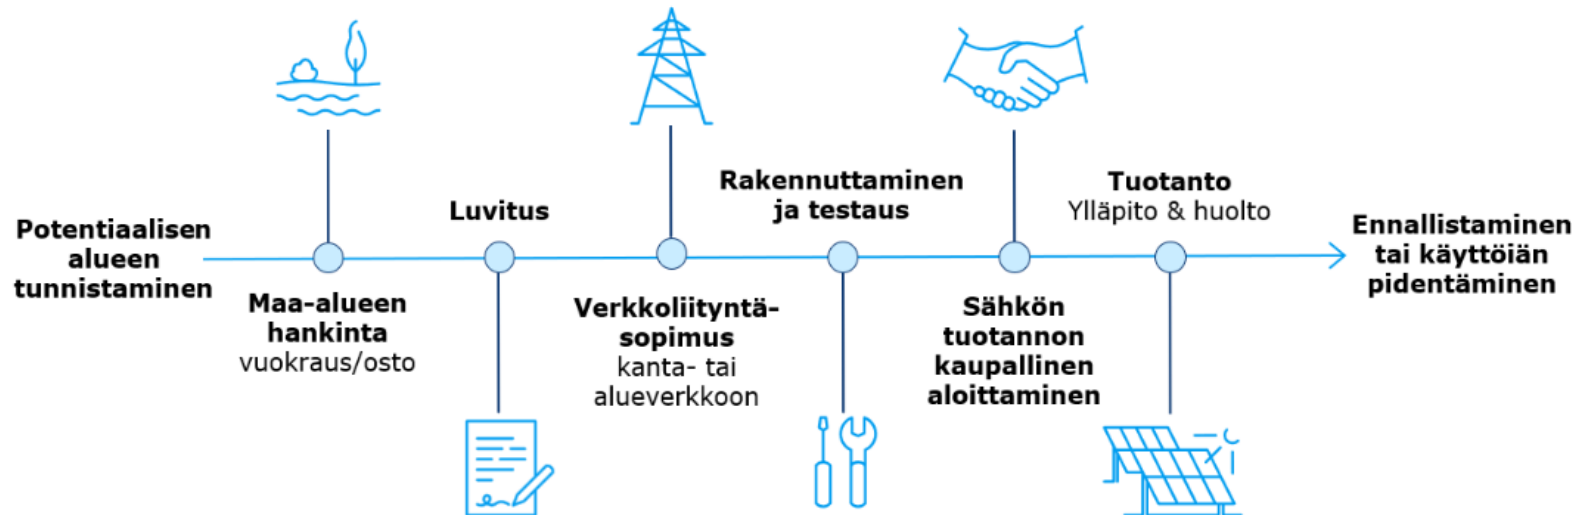 Potentiaalisen
alueen
tunnistaminen
Maa-alueen
hankinta
vuokraus/osto
Luvitus
Verkkoliityntä-
sopimus
kanta- tai
alueverkkoon
Rakennuttaminen
ja testaus
Sähkön
tuotannon
kaupallinen
aloittaminen
Tuotanto
Ylläpito & huolto
Ennallistaminen
tai käyttöiän
pidentäminen